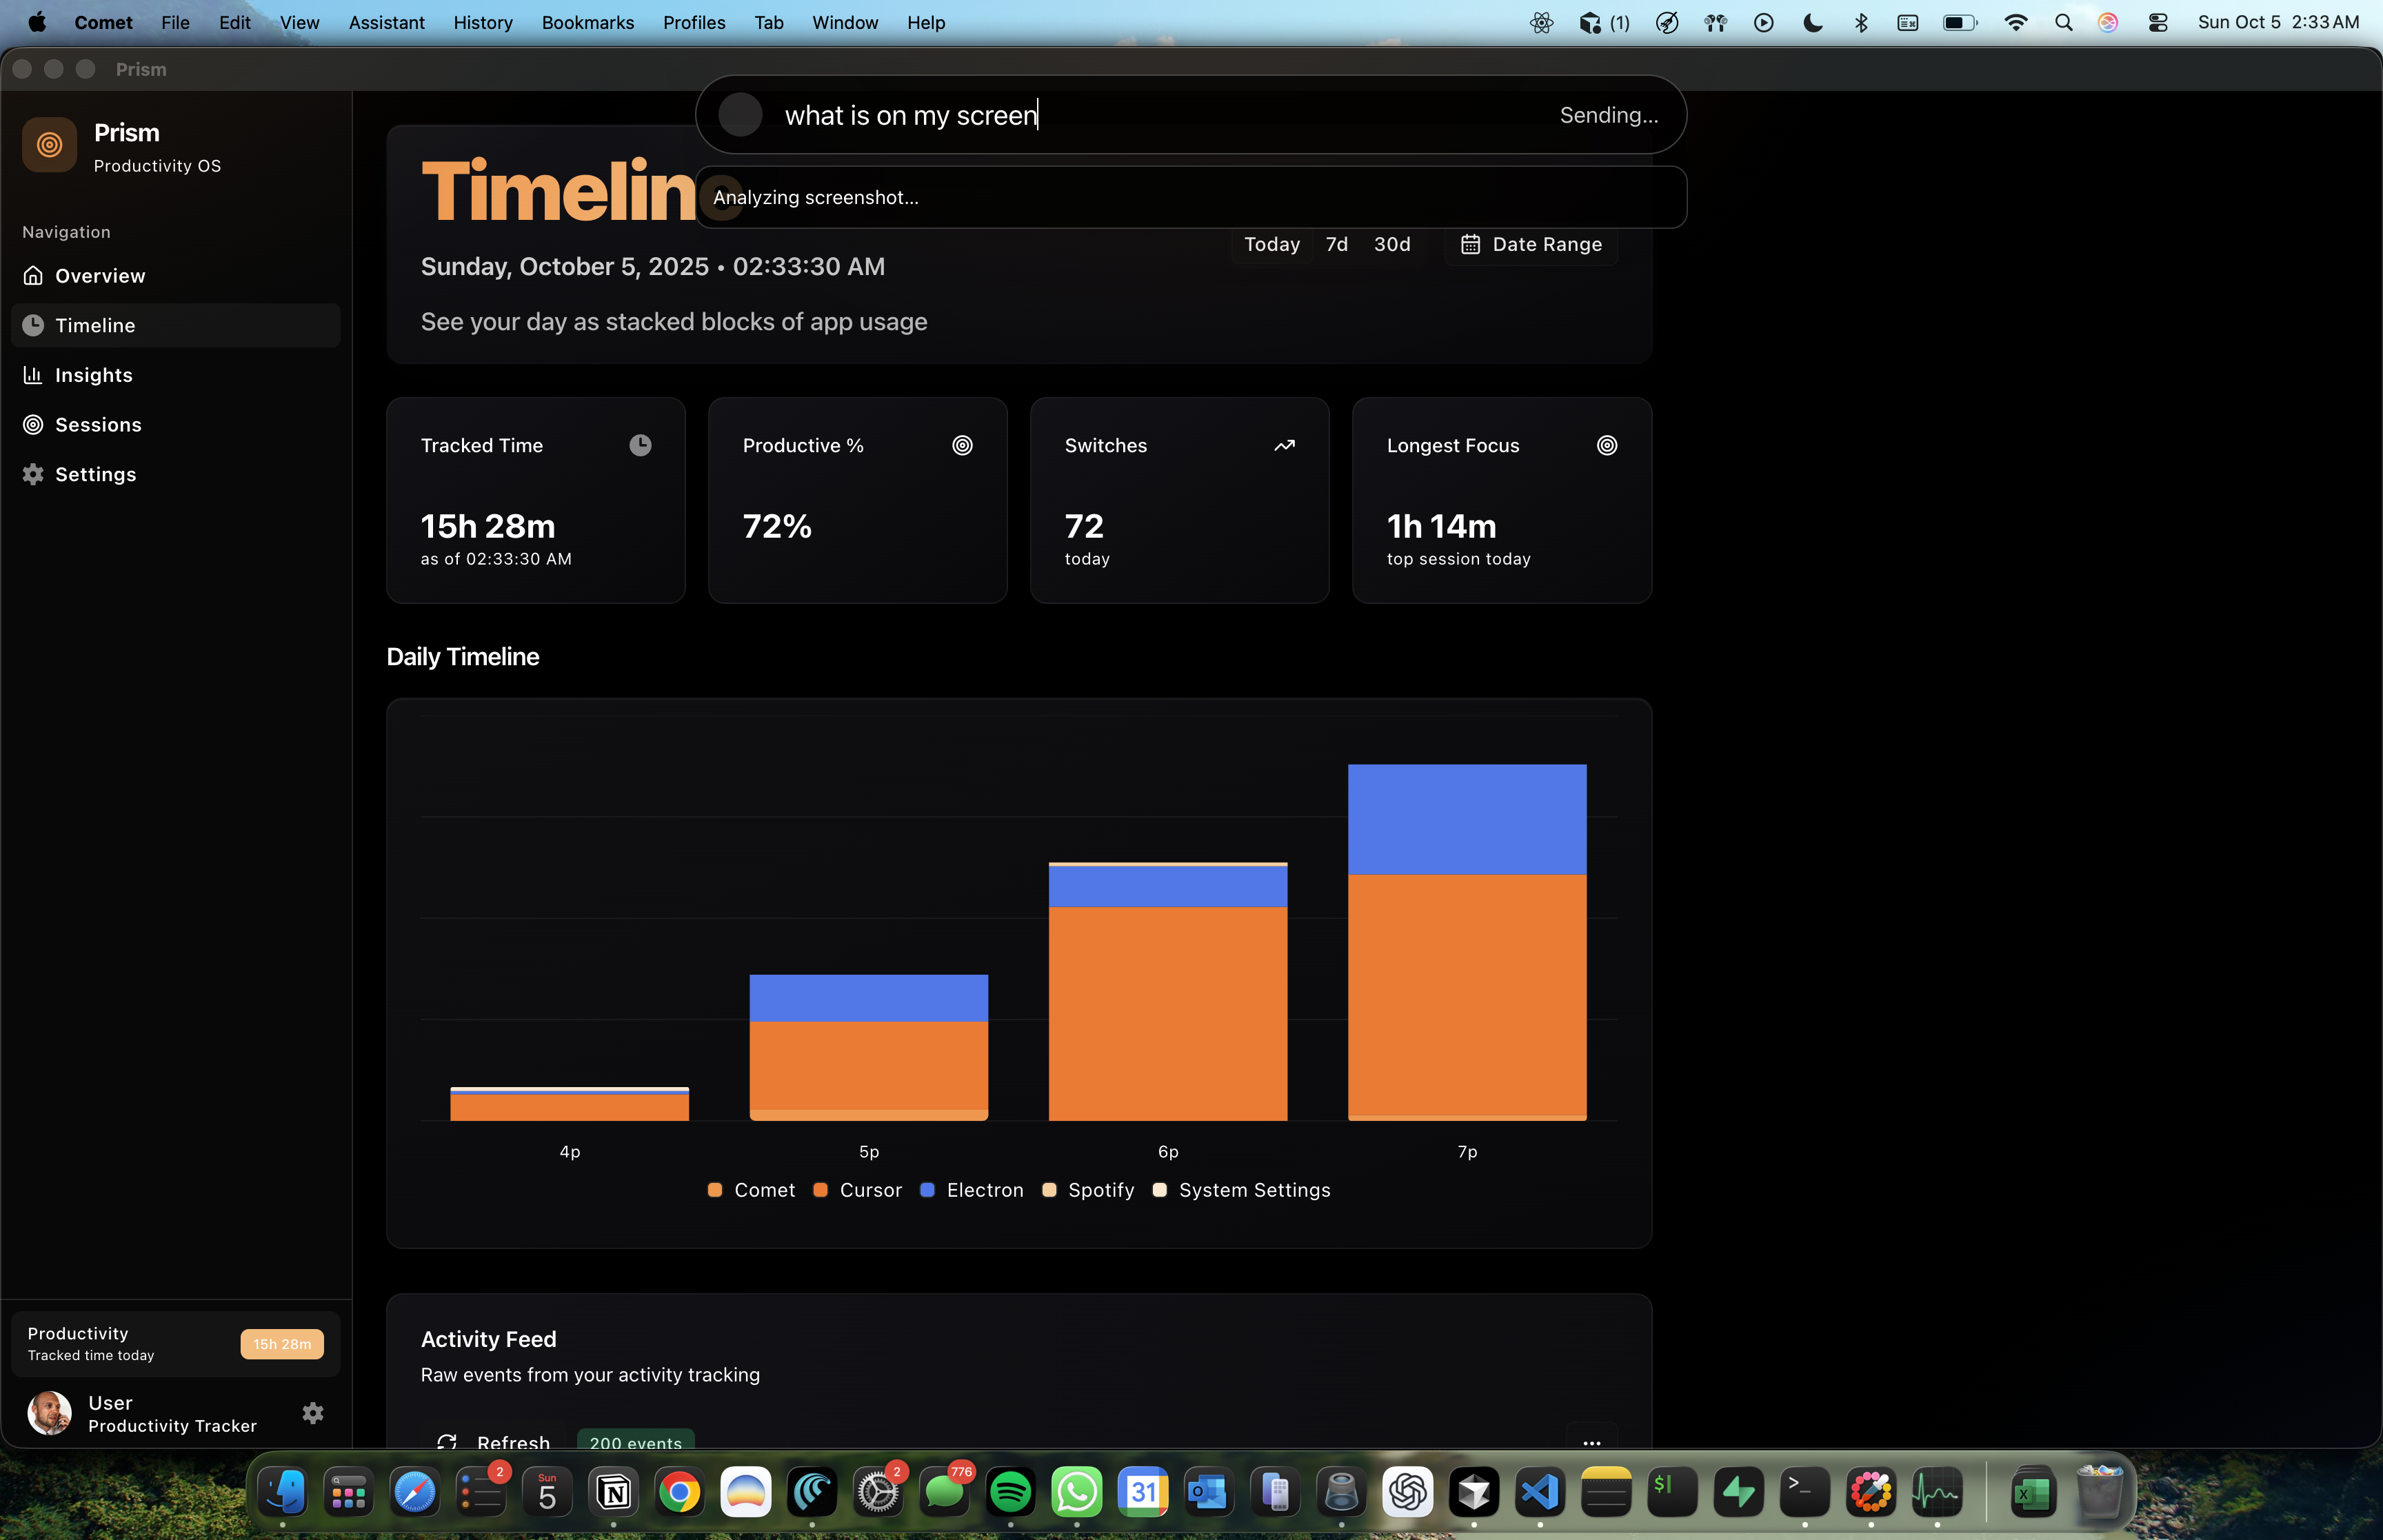 Comet File Edit View Assistant History Bookmarks Profiles Tab Window Help
(1)
Sun Oct 5 2:33 AM
Prism
what is on my screen
Sending...
Analyzing screenshot...
Prism
Productivity OS
Navigation
Overview
Timeline
Insights
Sessions
Settings
Timelin
Sunday, October 5, 2025 • 02:33:30 AM
See your day as stacked blocks of app usage
Today 7d 30d Date Range
Tracked Time
15h 28m
as of 02:33:30 AM
Productive %
72%
Switches
72
today
Longest Focus
1h 14m
top session today
Daily Timeline
4p 5p 6p 7p
Comet Cursor Electron Spotify System Settings
Activity Feed
Raw events from your activity tracking
Refresh 200 events
...
Productivity
Tracked time today
15h 28m
User
Productivity Tracker
2
Sun
5
2
776
31